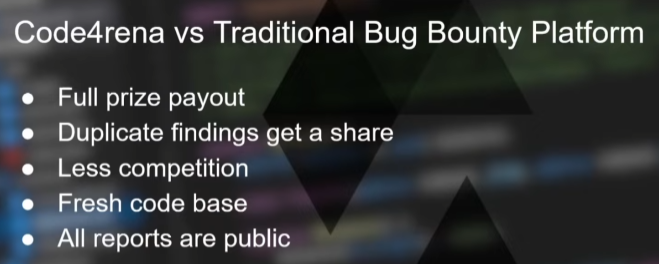 Code4rena vs Traditional Bug Bounty Platform
● Full prize payout
● Duplicate findings get a share
● Less competition
● Fresh code base
● All reports are public